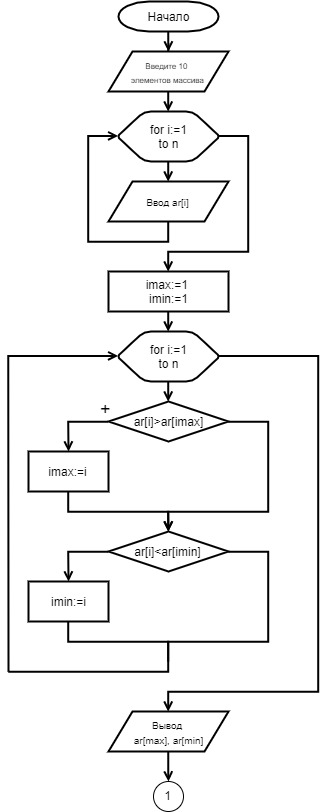 Начало
Введите 10
элементов массива
for i:=1
to n
Ввод ar[i]
imax:=1
imin:=1
for i:=1
to n
+
ar[i]>ar[imax]
imax:=i
ar[i]<ar[imin]
imin:=i
Вывод
ar[max], ar[min]
1